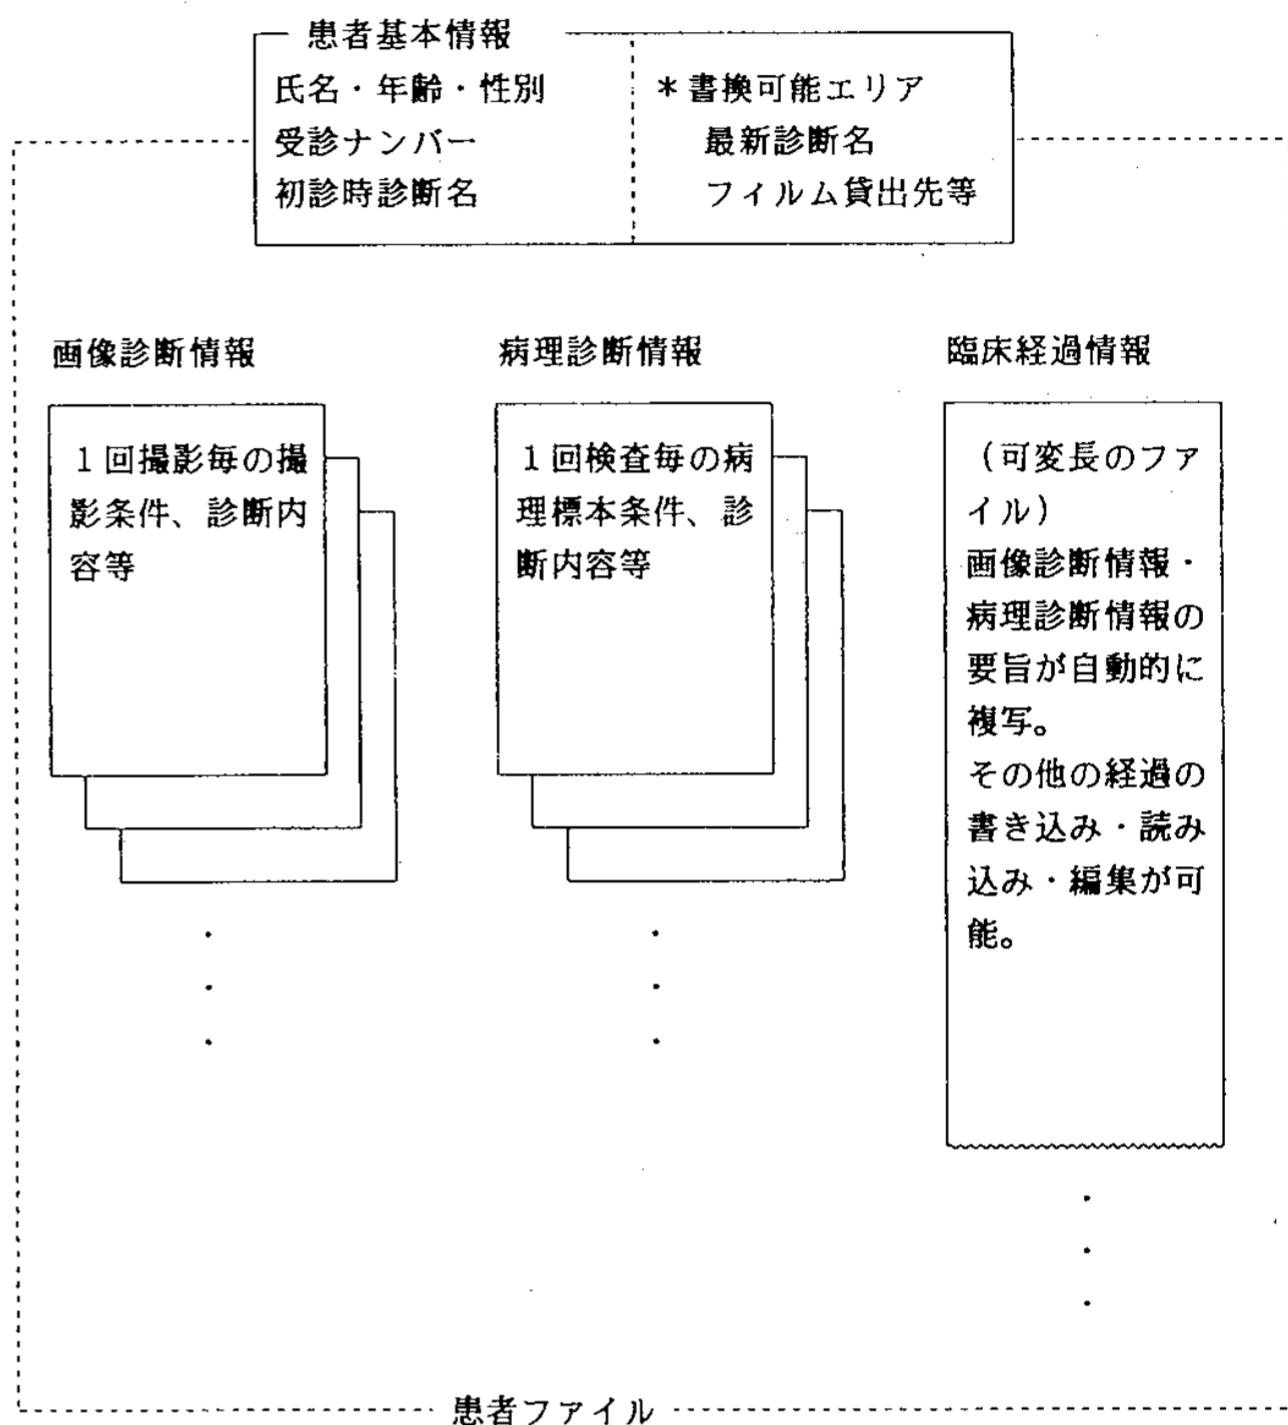 患者基本情報
氏名・年齢・性別
受診ナンバー
初診時診断名
＊書換可能エリア
最新診断名
フィルム貸出先等
画像診断情報
1回撮影毎の撮
影条件、診断内
容等
病理診断情報
1回検査毎の病
理標本条件、診
断内容等
臨床経過情報
（可変長のファ
イル）
画像診断情報・
病理診断情報の
要旨が自動的に
複写。
その他の経過の
書き込み・読み
込み・編集が可
能。
患者ファイル